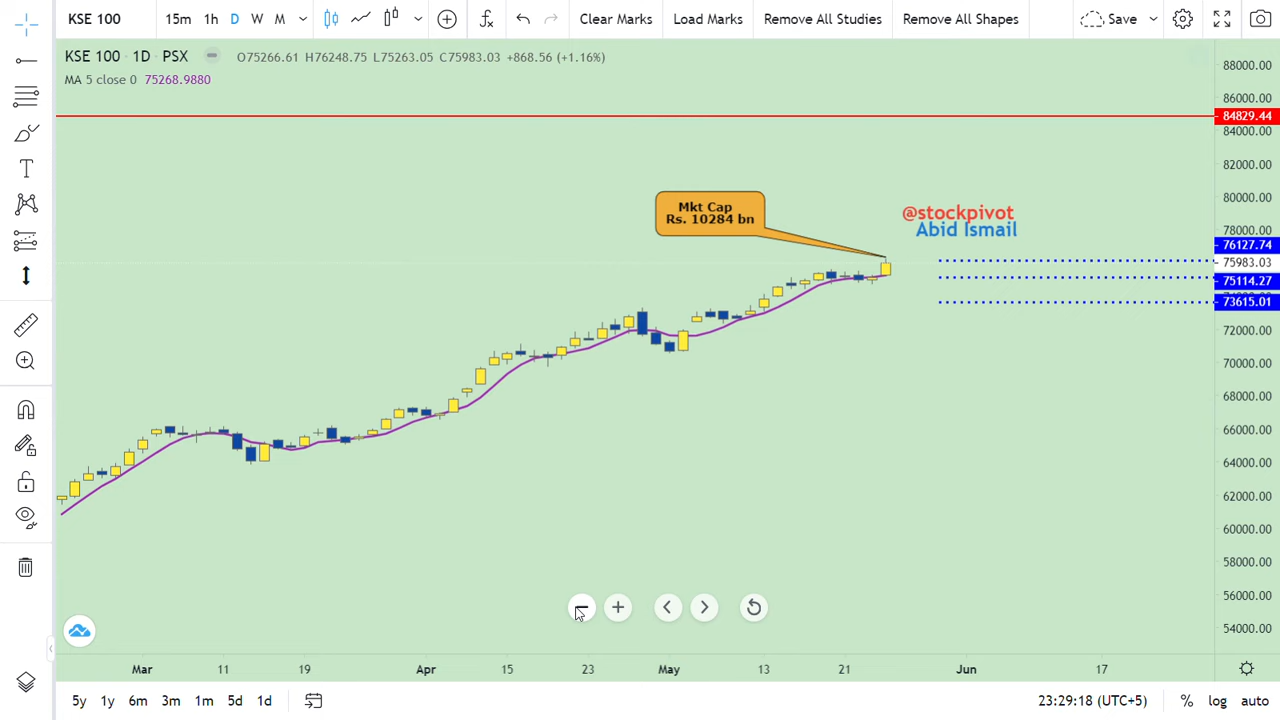 KSE 100
15m 1h D W M
Clear Marks
Load Marks
Remove All Studies
Remove All Shapes
Save
KSE 100 1D PSX
O75266.61 H76248.75 L75263.05 C75983.03 +868.56 (+1.16%)
MA 5 close 0 75268.9880
Mkt Cap
Rs. 10284 bn
@stockpivot
Abid Ismail
88000.00
86000.00
84829.44
84000.00
82000.00
80000.00
78000.00
76127.74
75983.03
75114.27
73615.01
72000.00
70000.00
68000.00
66000.00
64000.00
62000.00
60000.00
58000.00
56000.00
54000.00
Mar 11 19 Apr 15 23 May 13 21 Jun 17
5y 1y 6m 3m 1m 5d 1d
23:29:18 (UTC+5)
% log auto